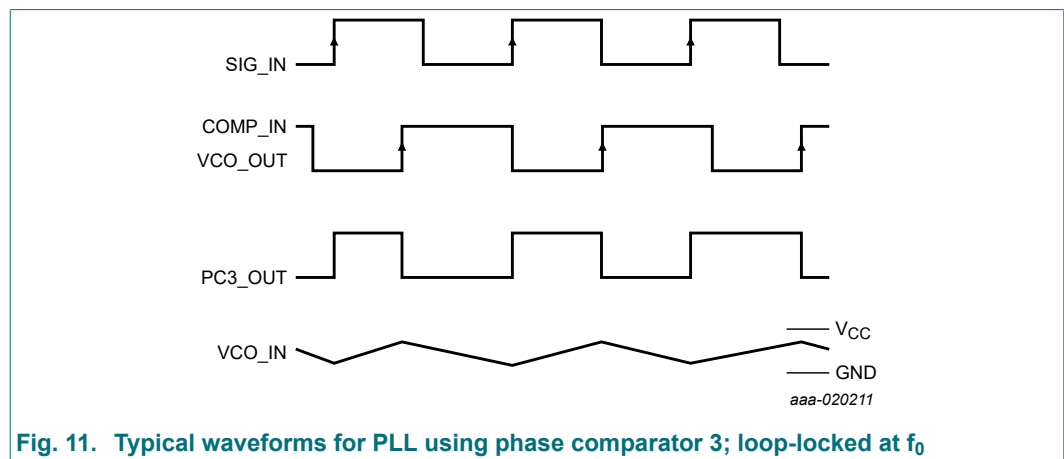 SIG_IN
COMP_IN
VCO_OUT
PC3_OUT
VCO_IN
VCC
GND
aaa-020211
Fig. 11. Typical waveforms for PLL using phase comparator 3; loop-locked at f0